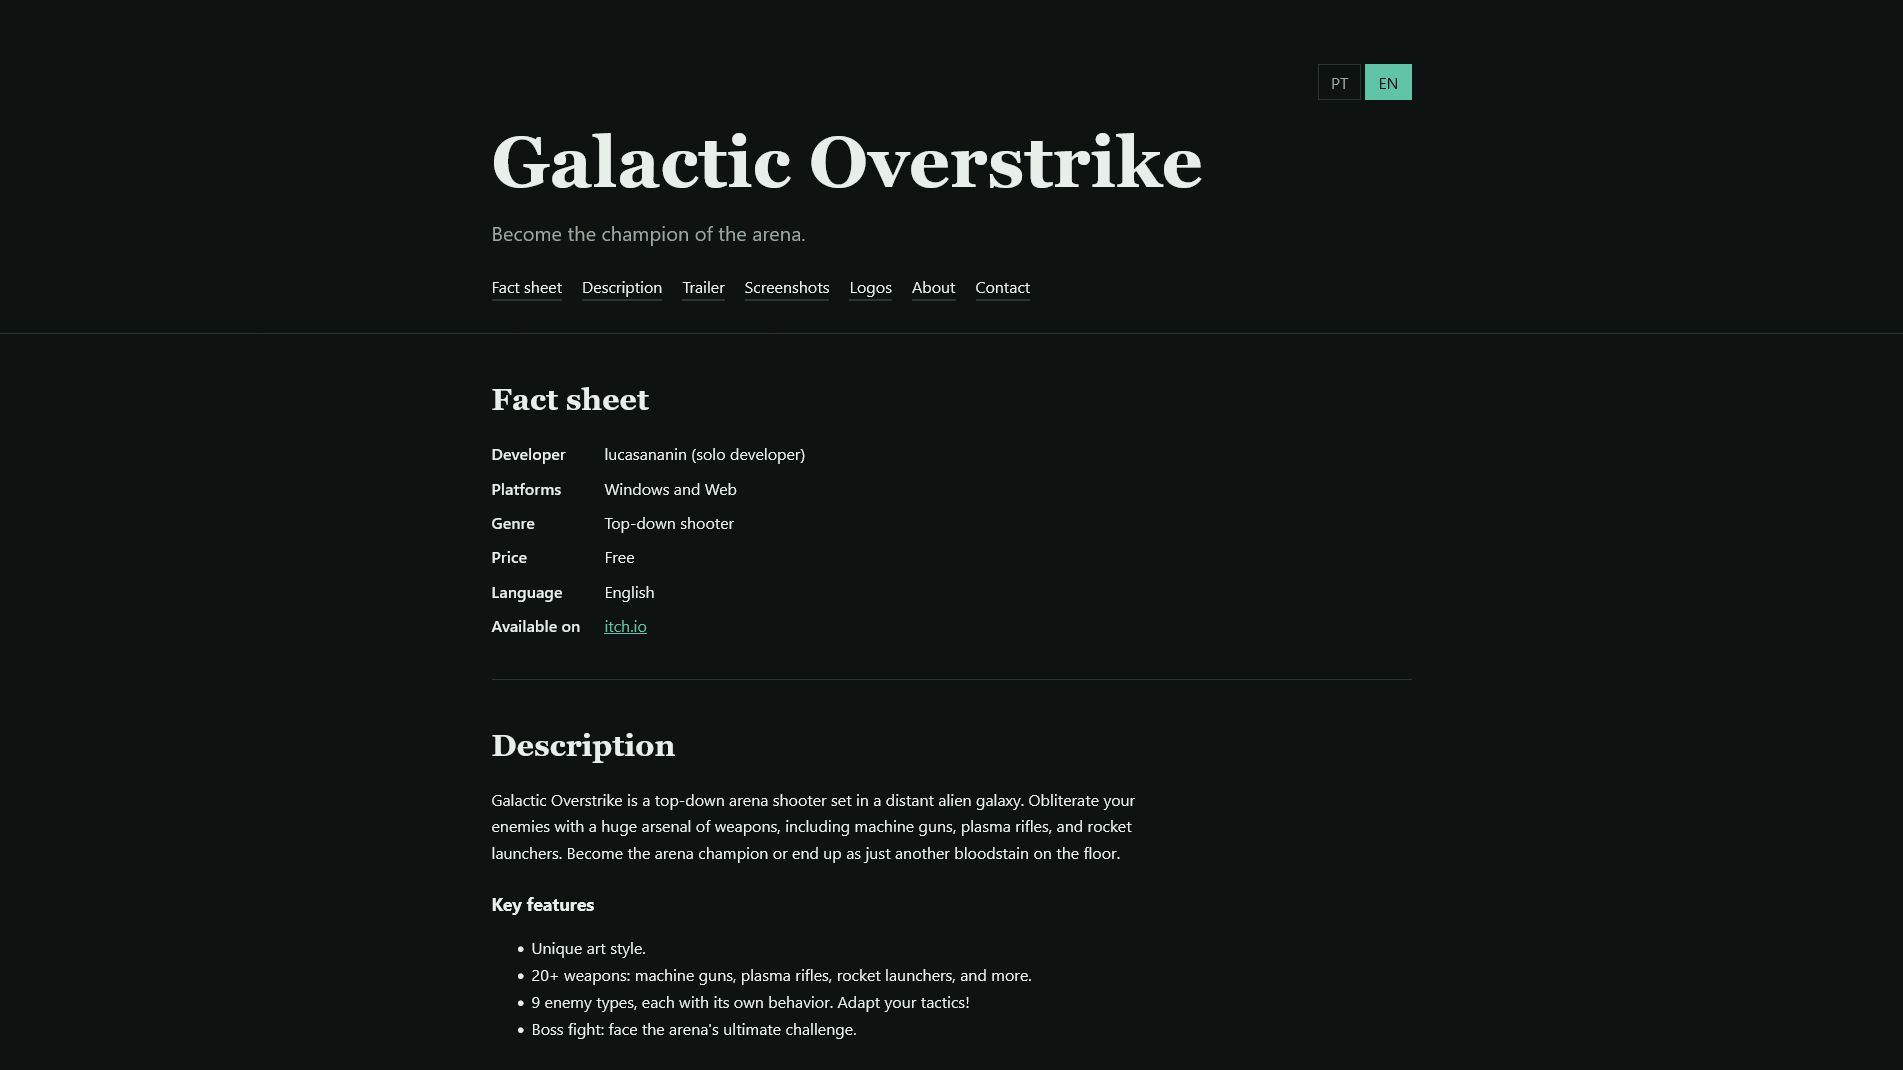 PT EN
Galactic Overstrike
Become the champion of the arena.
Fact sheet Description Trailer Screenshots Logos About Contact
Fact sheet
Developer lucasananin (solo developer)
Platforms Windows and Web
Genre Top-down shooter
Price Free
Language English
Available on itch.io
Description
Galactic Overstrike is a top-down arena shooter set in a distant alien galaxy. Obliterate your
enemies with a huge arsenal of weapons, including machine guns, plasma rifles, and rocket
launchers. Become the arena champion or end up as just another bloodstain on the floor.
Key features
• Unique art style.
• 20+ weapons: machine guns, plasma rifles, rocket launchers, and more.
• 9 enemy types, each with its own behavior. Adapt your tactics!
• Boss fight: face the arena's ultimate challenge.